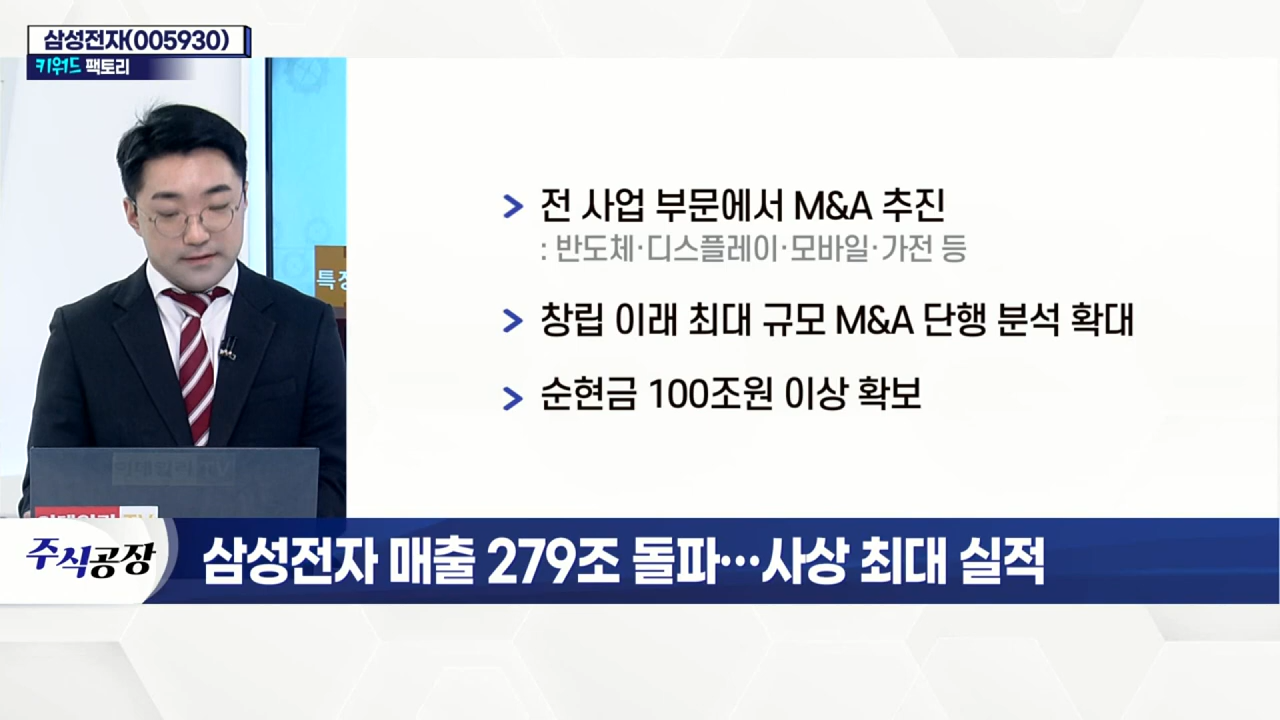 삼성전자(005930)
키워드 팩토리
특징
> 전 사업 부문에서 M&A 추진
: 반도체·디스플레이·모바일·가전 등
> 창립 이래 최대 규모 M&A 단행 분석 확대
> 순현금 100조원 이상 확보
주식공장
삼성전자 매출 279조 돌파…사상 최대 실적